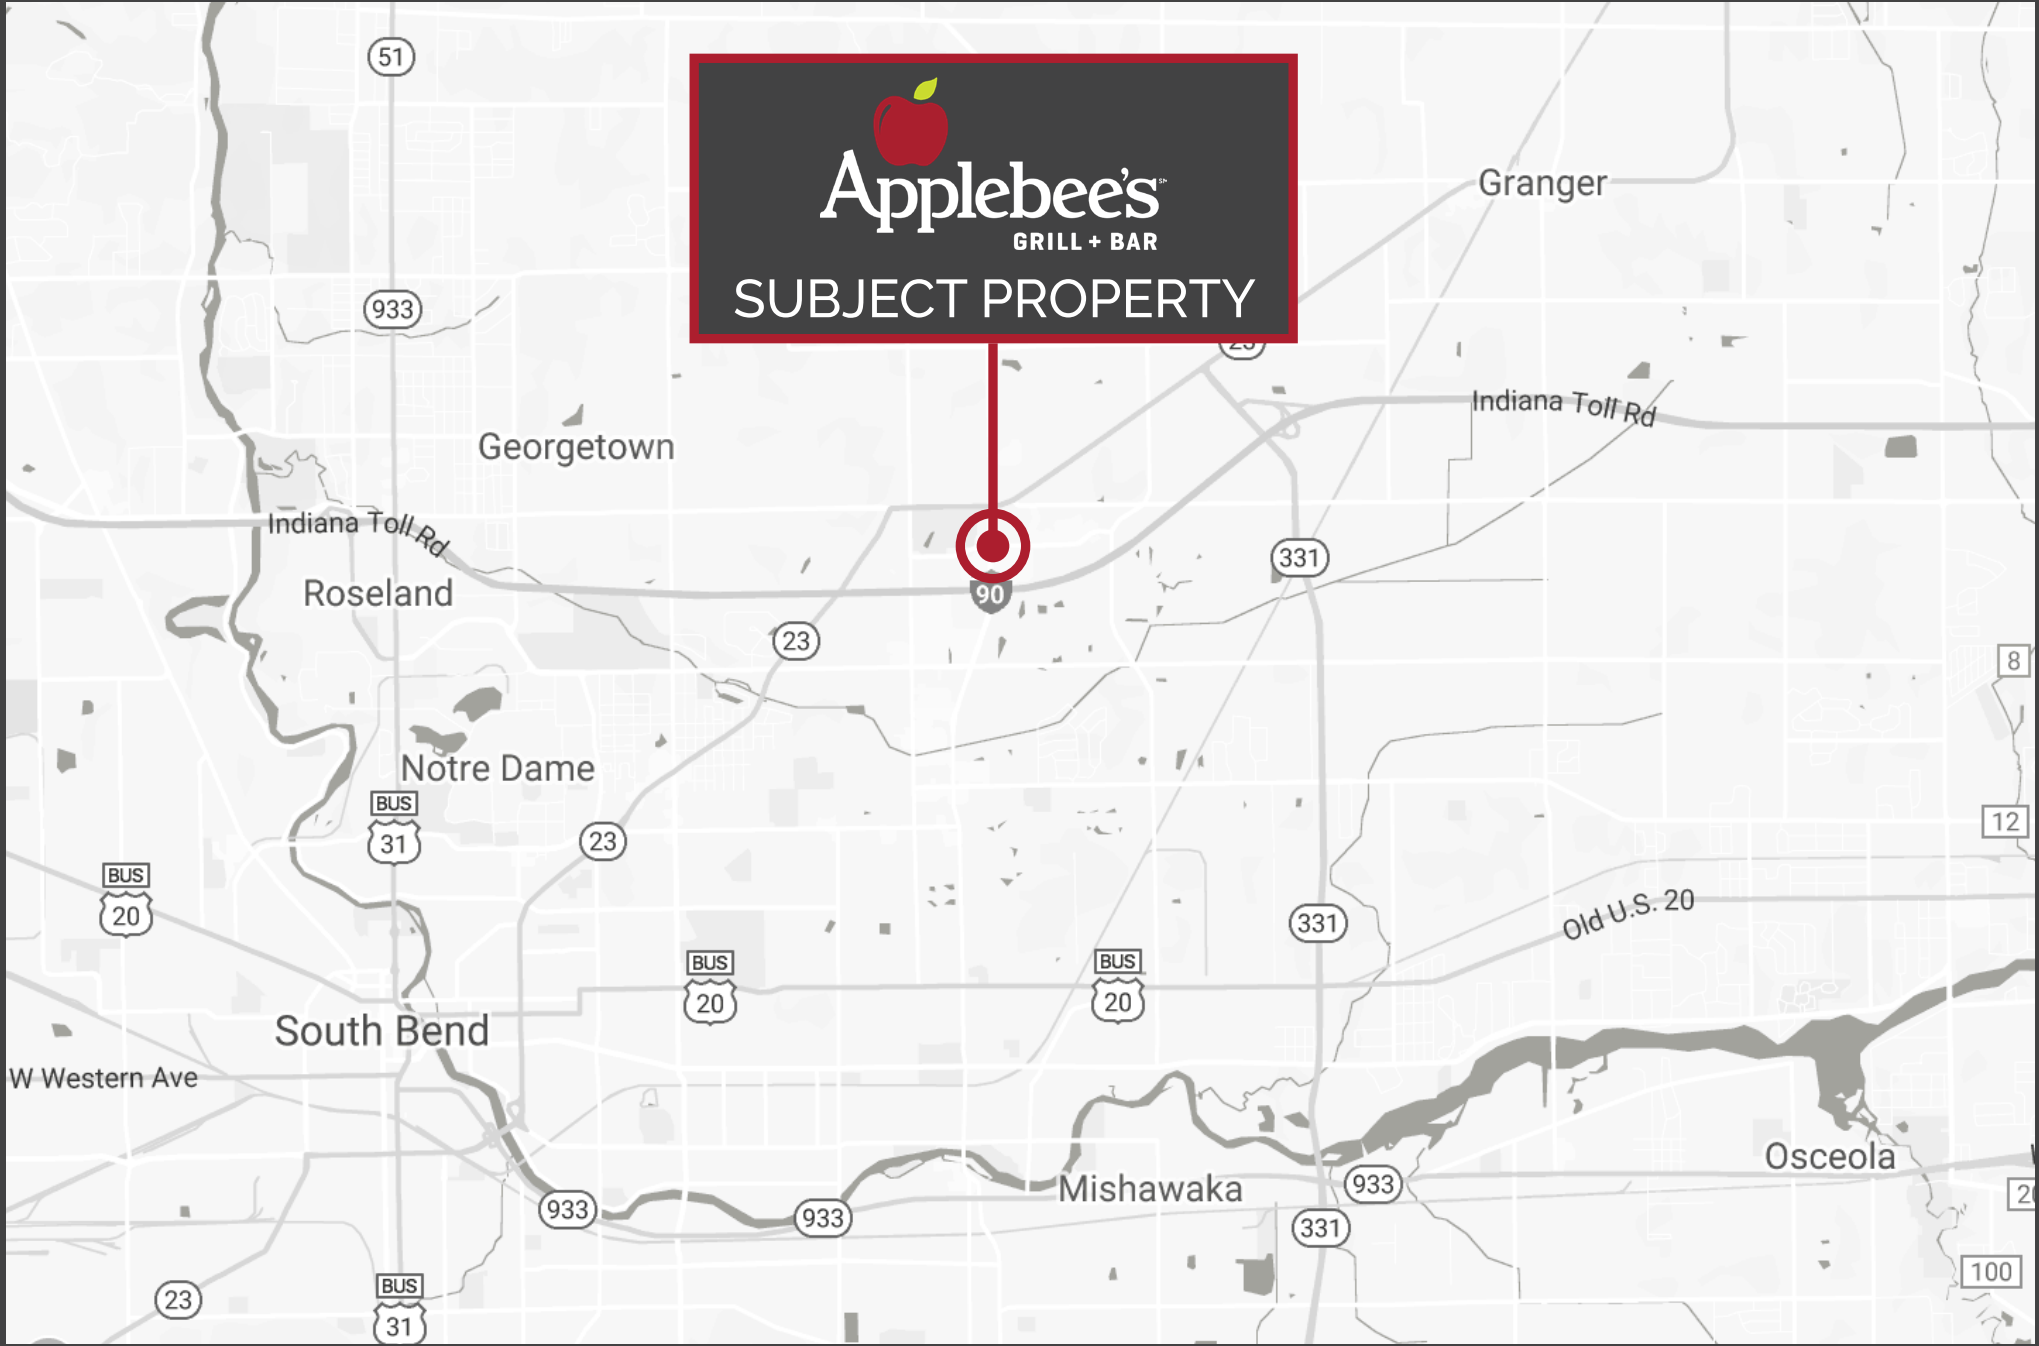 51
Applebee's℠
GRILL + BAR
SUBJECT PROPERTY
Granger
933
23
Indiana Toll Rd
Georgetown
Indiana Toll Rd
331
Roseland
90
23
8
Notre Dame
BUS
31
23
12
BUS
20
Old U.S. 20
331
BUS
20
BUS
20
South Bend
W Western Ave
Osceola
Mishawaka
933
933
933
331
100
BUS
31
23